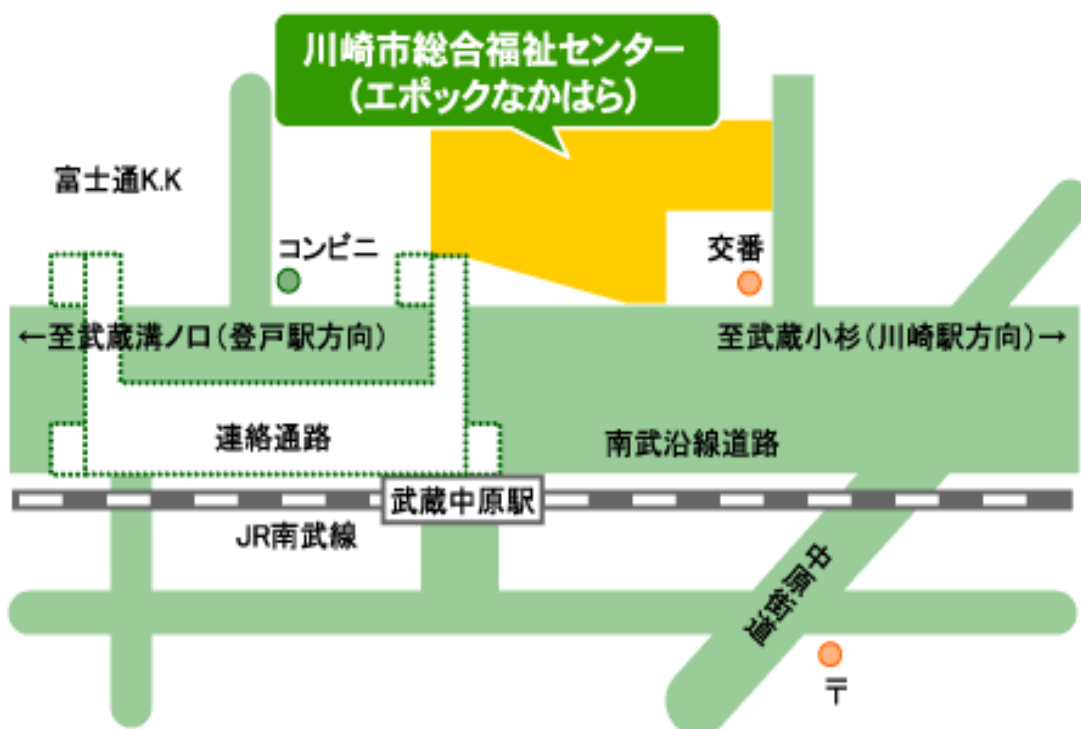 川崎市総合福祉センター
(エポックなかはら)
富士通K.K
コンビニ
交番
←至武蔵溝ノ口(登戸駅方向)
至武蔵小杉(川崎駅方向)→
連絡通路
南武沿線道路
武蔵中原駅
JR南武線
中原街道
〒